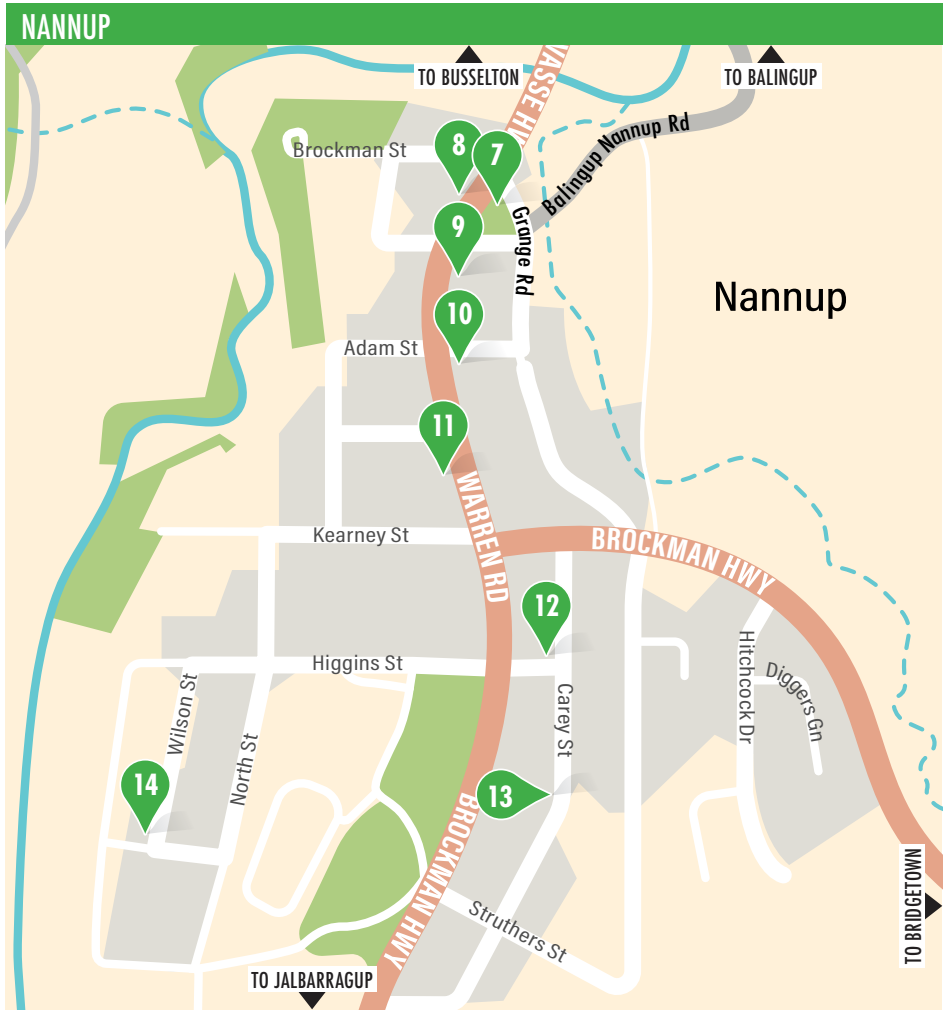 NANNUP
TO BUSSELTON
TO BALINGUP
VASSE HWY
Brockman St
8
7
Balingup Nannup Rd
9
Grange Rd
Nannup
10
Adam St
11
WARREN RD
Kearney St
BROCKMAN HWY
12
Higgins St
Hitchcock Dr
Diggers Gn
Wilson St
Carey St
North St
14
13
BROCKMAN HWY
TO BRIDGETOWN
Struthers St
TO JALBARRAGUP